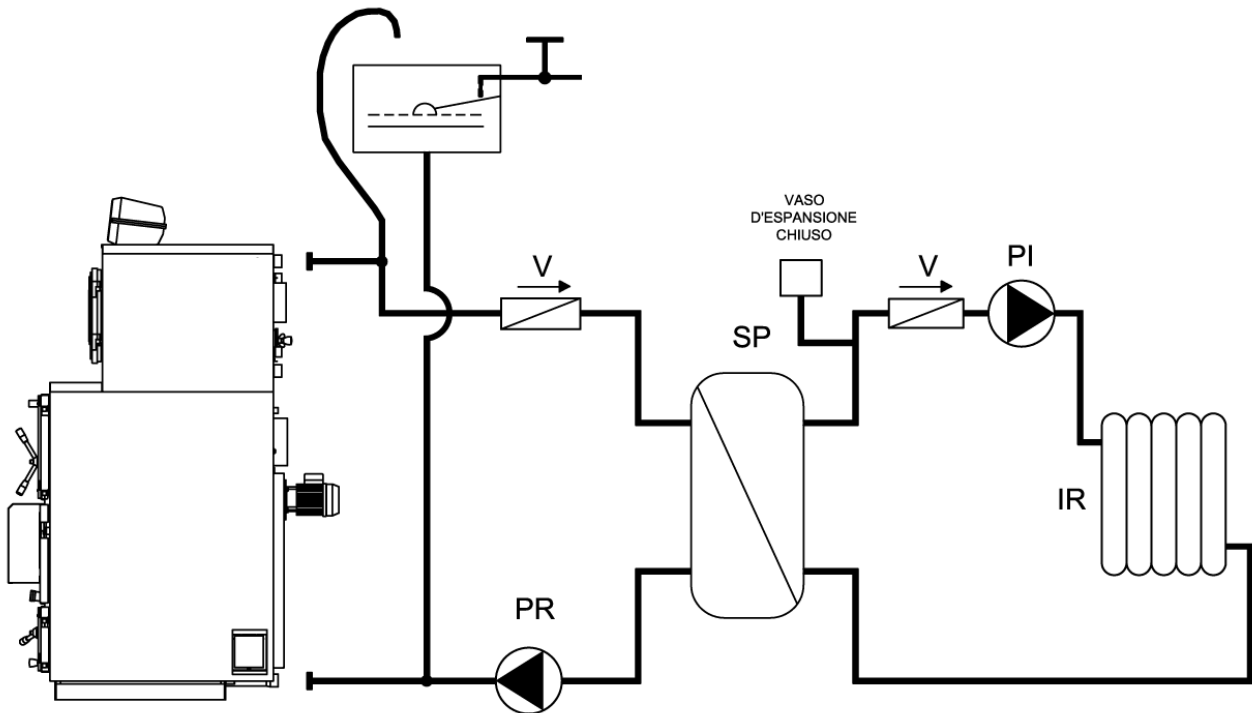 VASO
D'ESPANSIONE
CHIUSO
V
V
PI
SP
IR
PR